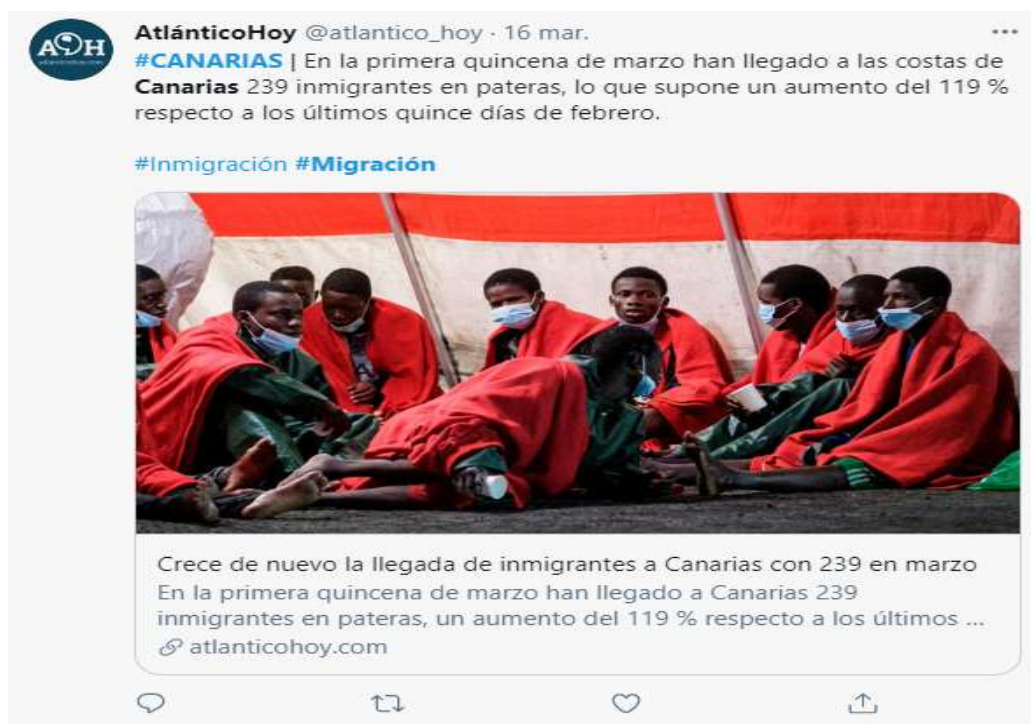 AOH
AtlánticoHoy @atlantico_hoy · 16 mar.
#CANARIAS | En la primera quincena de marzo han llegado a las costas de
Canarias 239 inmigrantes en pateras, lo que supone un aumento del 119 %
respecto a los últimos quince días de febrero.
#Inmigración #Migración
Crece de nuevo la llegada de inmigrantes a Canarias con 239 en marzo
En la primera quincena de marzo han llegado a Canarias 239
inmigrantes en pateras, un aumento del 119 % respecto a los últimos ...
atlanticohoy.com